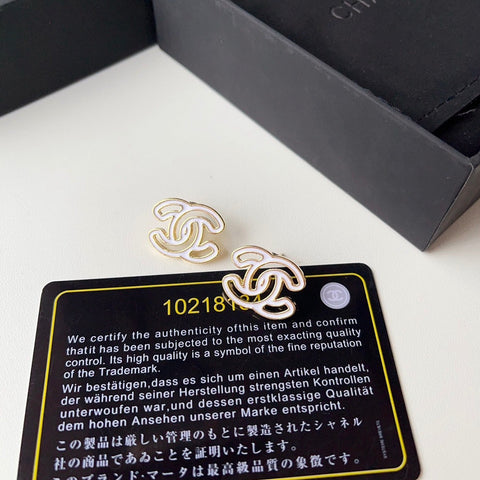 CHA
10218184
We certify the authenticity ofthis item and confirm
thatit has been subjected to the most exacting quality
control. Its high quality is a symbol of the fine reputation
of the Trademark.
Wir bestätigen,dass es sich um einen Artikel handelt,
der während seiner Herstellung strengsten Kontrollen
unterwoufen war,und dessen erstklassige Qualität
dem hohen Ansehen unserer Marke entspricht.
この製品は厳しい管理のもとに製造されたシャネル
社の商品であゐことを証明いたします。
このブランド・マータは最高級品質の象徴です。